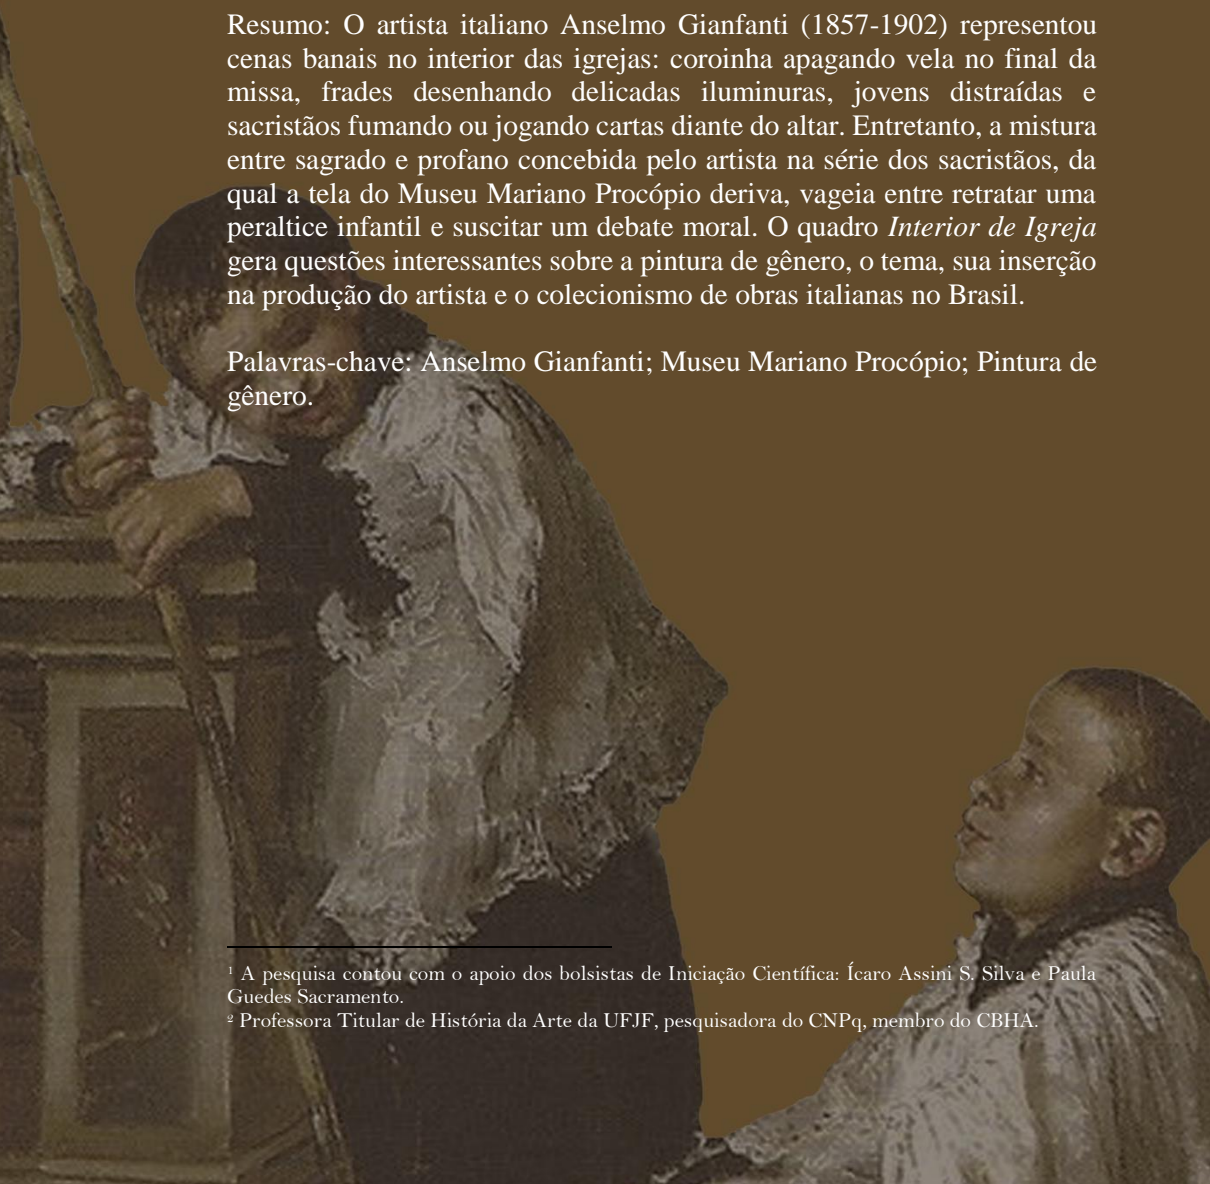 Resumo: O artista italiano Anselmo Gianfanti (1857-1902) representou
cenas banais no interior das igrejas: coroinha apagando vela no final da
missa, frades desenhando delicadas iluminuras, jovens distraídas e
sacristãos fumando ou jogando cartas diante do altar. Entretanto, a mistura
entre sagrado e profano concebida pelo artista na série dos sacristãos, da
qual a tela do Museu Mariano Procópio deriva, vageia entre retratar uma
peraltice infantil e suscitar um debate moral. O quadro Interior de Igreja
gera questões interessantes sobre a pintura de gênero, o tema, sua inserção
na produção do artista e o colecionismo de obras italianas no Brasil.
Palavras-chave: Anselmo Gianfanti; Museu Mariano Procópio; Pintura de
gênero.
¹ A pesquisa contou com o apoio dos bolsistas de Iniciação Científica: Ícaro Assini S. Silva e Paula
Guedes Sacramento.
² Professora Titular de História da Arte da UFJF, pesquisadora do CNPq, membro do CBHA.